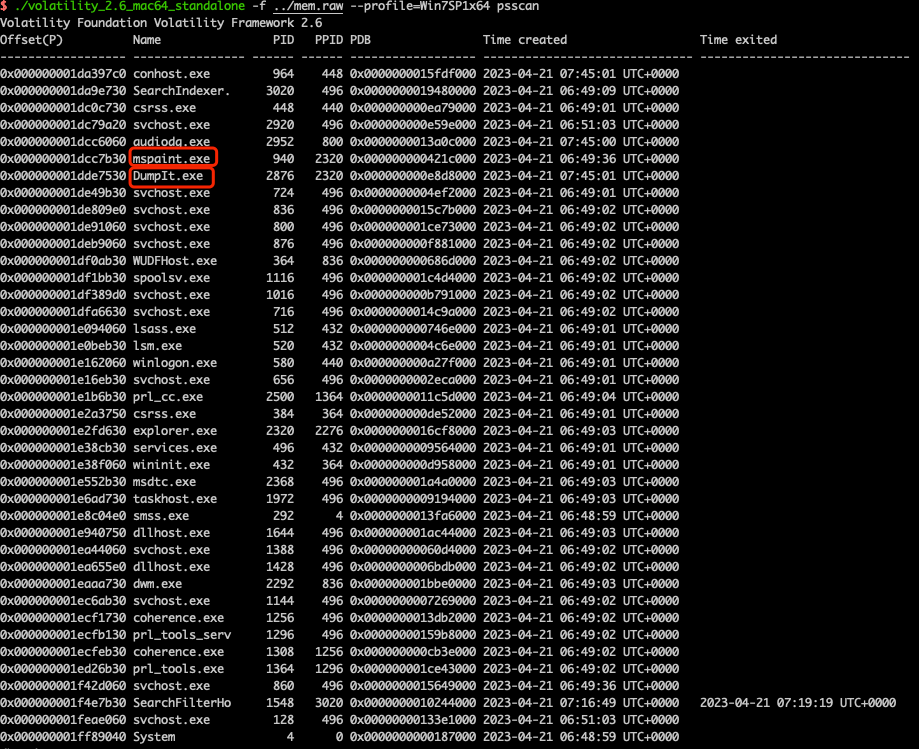 $ ./volatility_2.6_mac64_standalone -f ../mem.raw --profile=Win7SP1x64 psscan
Volatility Foundation Volatility Framework 2.6
Offset(P) Name PID PPID PDB Time created Time exited
------------------ ---------------- ------ ------ ------------------ ------------------------------ ------------------------------
0x000000001da397c0 conhost.exe 964 448 0x0000000015fdf000 2023-04-21 07:45:01 UTC+0000
0x000000001da9e730 SearchIndexer. 3020 496 0x0000000019480000 2023-04-21 06:49:09 UTC+0000
0x000000001dc0c730 csrss.exe 448 440 0x000000000ea79000 2023-04-21 06:49:01 UTC+0000
0x000000001dc79a20 svchost.exe 2920 496 0x000000000e59e000 2023-04-21 06:51:03 UTC+0000
0x000000001dcc6060 audiodg.exe 2952 800 0x0000000013a0c000 2023-04-21 07:45:00 UTC+0000
0x000000001dcc7b30 mspaint.exe 940 2320 0x000000000421c000 2023-04-21 06:49:36 UTC+0000
0x000000001dde7530 DumpIt.exe 2876 2320 0x000000000e8d8000 2023-04-21 07:45:01 UTC+0000
0x000000001de49b30 svchost.exe 724 496 0x0000000004ef2000 2023-04-21 06:49:01 UTC+0000
0x000000001de809e0 svchost.exe 836 496 0x0000000015c7b000 2023-04-21 06:49:02 UTC+0000
0x000000001de91060 svchost.exe 800 496 0x000000001ce73000 2023-04-21 06:49:02 UTC+0000
0x000000001deb9060 svchost.exe 876 496 0x000000000f881000 2023-04-21 06:49:02 UTC+0000
0x000000001df0ab30 WUDFHost.exe 364 836 0x000000000686d000 2023-04-21 06:49:02 UTC+0000
0x000000001df1bb30 spoolsv.exe 1116 496 0x000000001c4d4000 2023-04-21 06:49:02 UTC+0000
0x000000001df389d0 svchost.exe 1016 496 0x000000000b791000 2023-04-21 06:49:02 UTC+0000
0x000000001dfa6630 svchost.exe 716 496 0x0000000014c9a000 2023-04-21 06:49:02 UTC+0000
0x000000001e094060 lsass.exe 512 432 0x000000000746e000 2023-04-21 06:49:01 UTC+0000
0x000000001e0beb30 lsm.exe 520 432 0x0000000004c6e000 2023-04-21 06:49:01 UTC+0000
0x000000001e162060 winlogon.exe 580 440 0x000000000a27f000 2023-04-21 06:49:01 UTC+0000
0x000000001e16eb30 svchost.exe 656 496 0x0000000002eca000 2023-04-21 06:49:01 UTC+0000
0x000000001e1b6b30 prl_cc.exe 2500 1364 0x0000000011c5d000 2023-04-21 06:49:04 UTC+0000
0x000000001e2a3750 csrss.exe 384 364 0x000000000de52000 2023-04-21 06:49:01 UTC+0000
0x000000001e2fd630 explorer.exe 2320 2276 0x0000000016cf8000 2023-04-21 06:49:03 UTC+0000
0x000000001e38cb30 services.exe 496 432 0x0000000009564000 2023-04-21 06:49:01 UTC+0000
0x000000001e38f060 wininit.exe 432 364 0x000000000d958000 2023-04-21 06:49:01 UTC+0000
0x000000001e552b30 msdtc.exe 2368 496 0x000000001a4a0000 2023-04-21 06:49:03 UTC+0000
0x000000001e6ad730 taskhost.exe 1972 496 0x0000000009194000 2023-04-21 06:49:03 UTC+0000
0x000000001e8c04e0 smss.exe 292 4 0x0000000013fa6000 2023-04-21 06:48:59 UTC+0000
0x000000001e940750 dllhost.exe 1644 496 0x000000001ac44000 2023-04-21 06:49:03 UTC+0000
0x000000001ea44060 svchost.exe 1388 496 0x00000000060d4000 2023-04-21 06:49:02 UTC+0000
0x000000001ea655e0 dllhost.exe 1428 496 0x0000000006bdb000 2023-04-21 06:49:02 UTC+0000
0x000000001eaaa730 dwm.exe 2292 836 0x000000001bbe0000 2023-04-21 06:49:03 UTC+0000
0x000000001ec6ab30 svchost.exe 1144 496 0x0000000007269000 2023-04-21 06:49:02 UTC+0000
0x000000001ecf1730 coherence.exe 1256 496 0x0000000013db2000 2023-04-21 06:49:02 UTC+0000
0x000000001ecfb130 prl_tools_serv 1296 496 0x00000000159b8000 2023-04-21 06:49:02 UTC+0000
0x000000001ecfeb30 coherence.exe 1308 1256 0x000000000cb3e000 2023-04-21 06:49:02 UTC+0000
0x000000001ed26b30 prl_tools.exe 1364 1296 0x000000001ce43000 2023-04-21 06:49:02 UTC+0000
0x000000001f42d060 svchost.exe 860 496 0x0000000015649000 2023-04-21 06:49:36 UTC+0000
0x000000001f4e7b30 SearchFilterHo 1548 3020 0x0000000010244000 2023-04-21 07:16:49 UTC+0000 2023-04-21 07:19:19 UTC+0000
0x000000001feae060 svchost.exe 128 496 0x00000000133e1000 2023-04-21 06:51:03 UTC+0000
0x000000001ff89040 System 4 0 0x0000000000187000 2023-04-21 06:48:59 UTC+0000